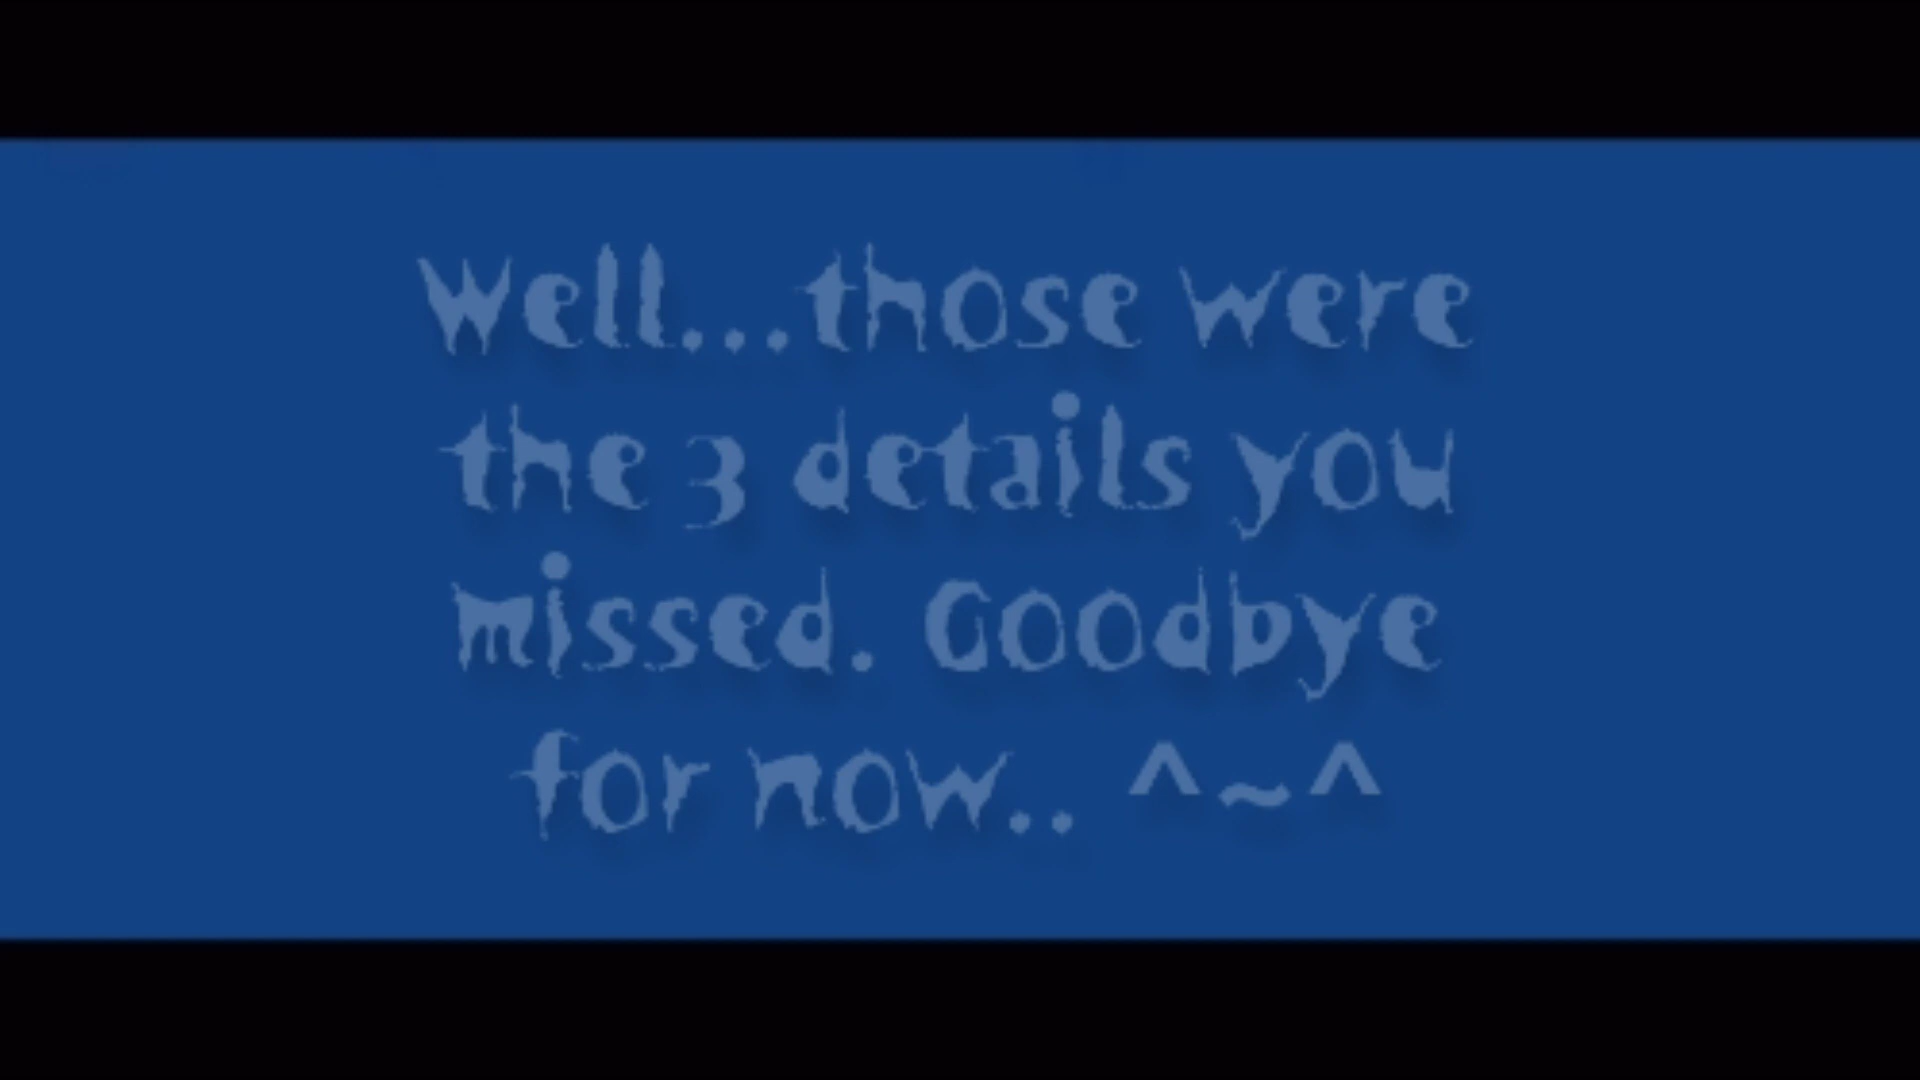 Well...those were
the 3 details you
missed. Goodbye
for now.. ^~^